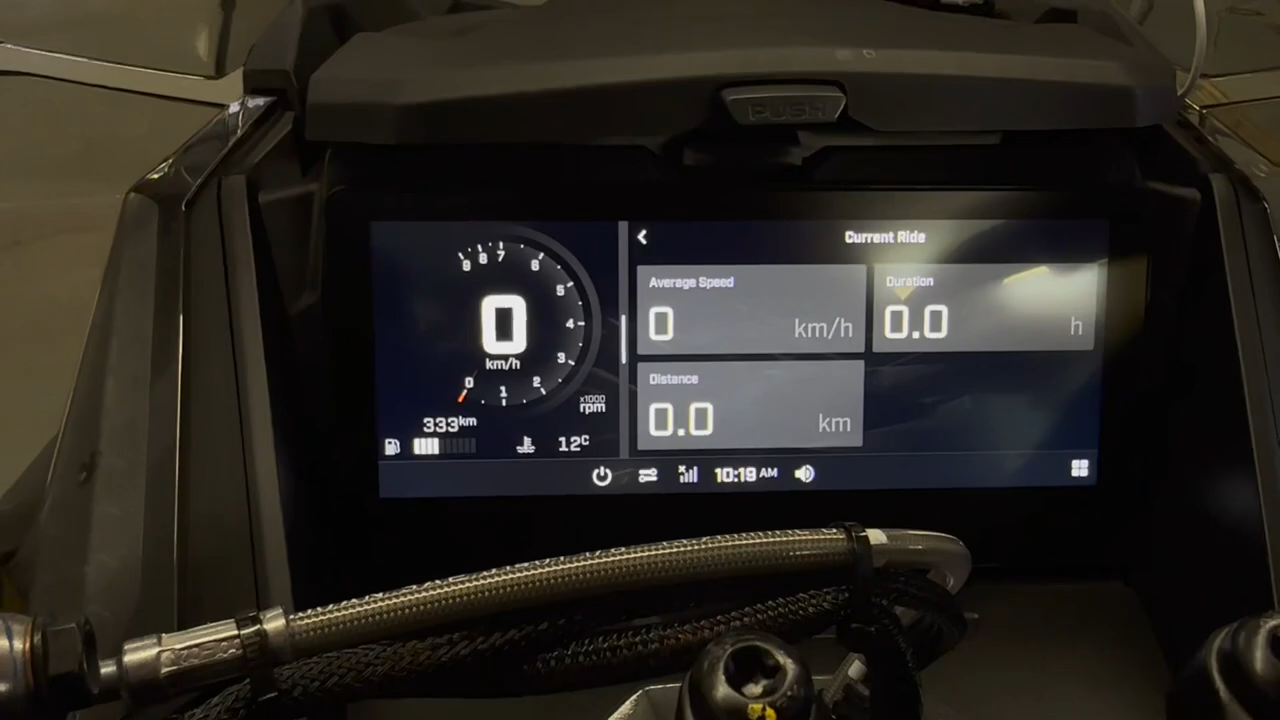 PUSH
Current Ride
9 8 7 6 5 4 3 2 1 0
0
km/h
x1000
rpm
333km
12C
Average Speed
0 km/h
Duration
0.0 h
Distance
0.0 km
10:19 AM